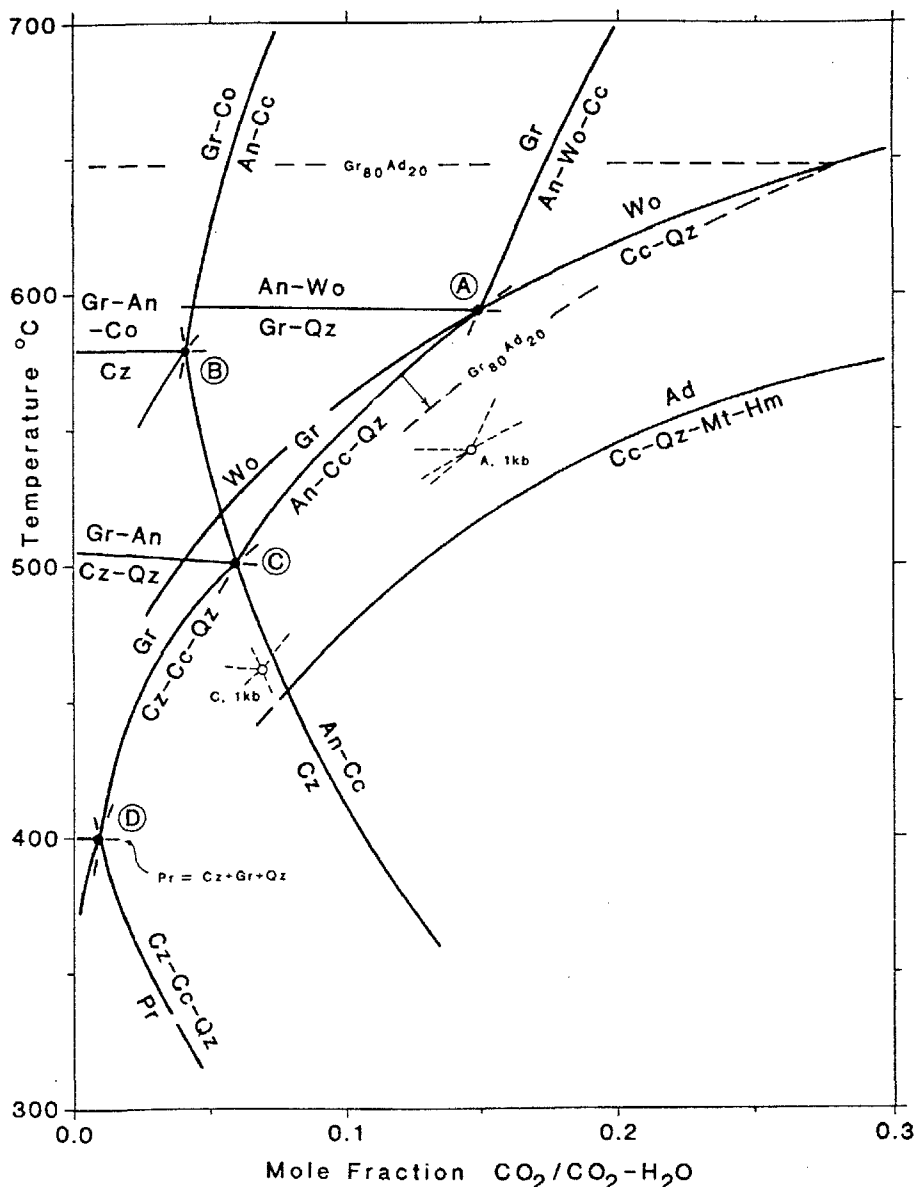 700
600
500
400
300
Temperature °C
Gr-Co
An-Cc
Gr
An-Wo-Cc
Gr₈₀Ad₂₀
Wo
Cc-Qz
An-Wo
Gr-Qz
A
Gr-An
-Co
Cz
B
Gr₈₀Ad₂₀
Ad
Cc-Qz-Mt-Hm
Gr
An-Cc-Qz
A, 1kb
Wo
Gr-An
Cz-Qz
C
Gr
Cz-Cc-Qz
C, 1kb
An-Cc
Cz
D
Pr = Cz+Gr+Qz
Cz-Cc-Qz
Pr
0.0
0.1
0.2
0.3
Mole Fraction CO₂/CO₂-H₂O